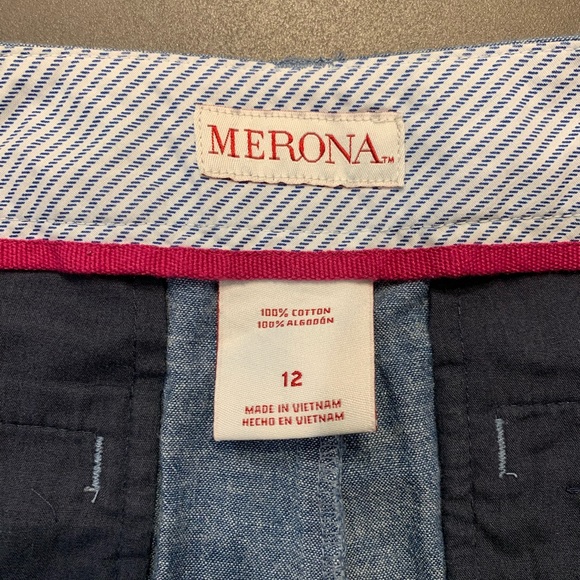 MERONA™
100% COTTON
100% ALGODÓN
12
MADE IN VIETNAM
HECHO EN VIETNAM